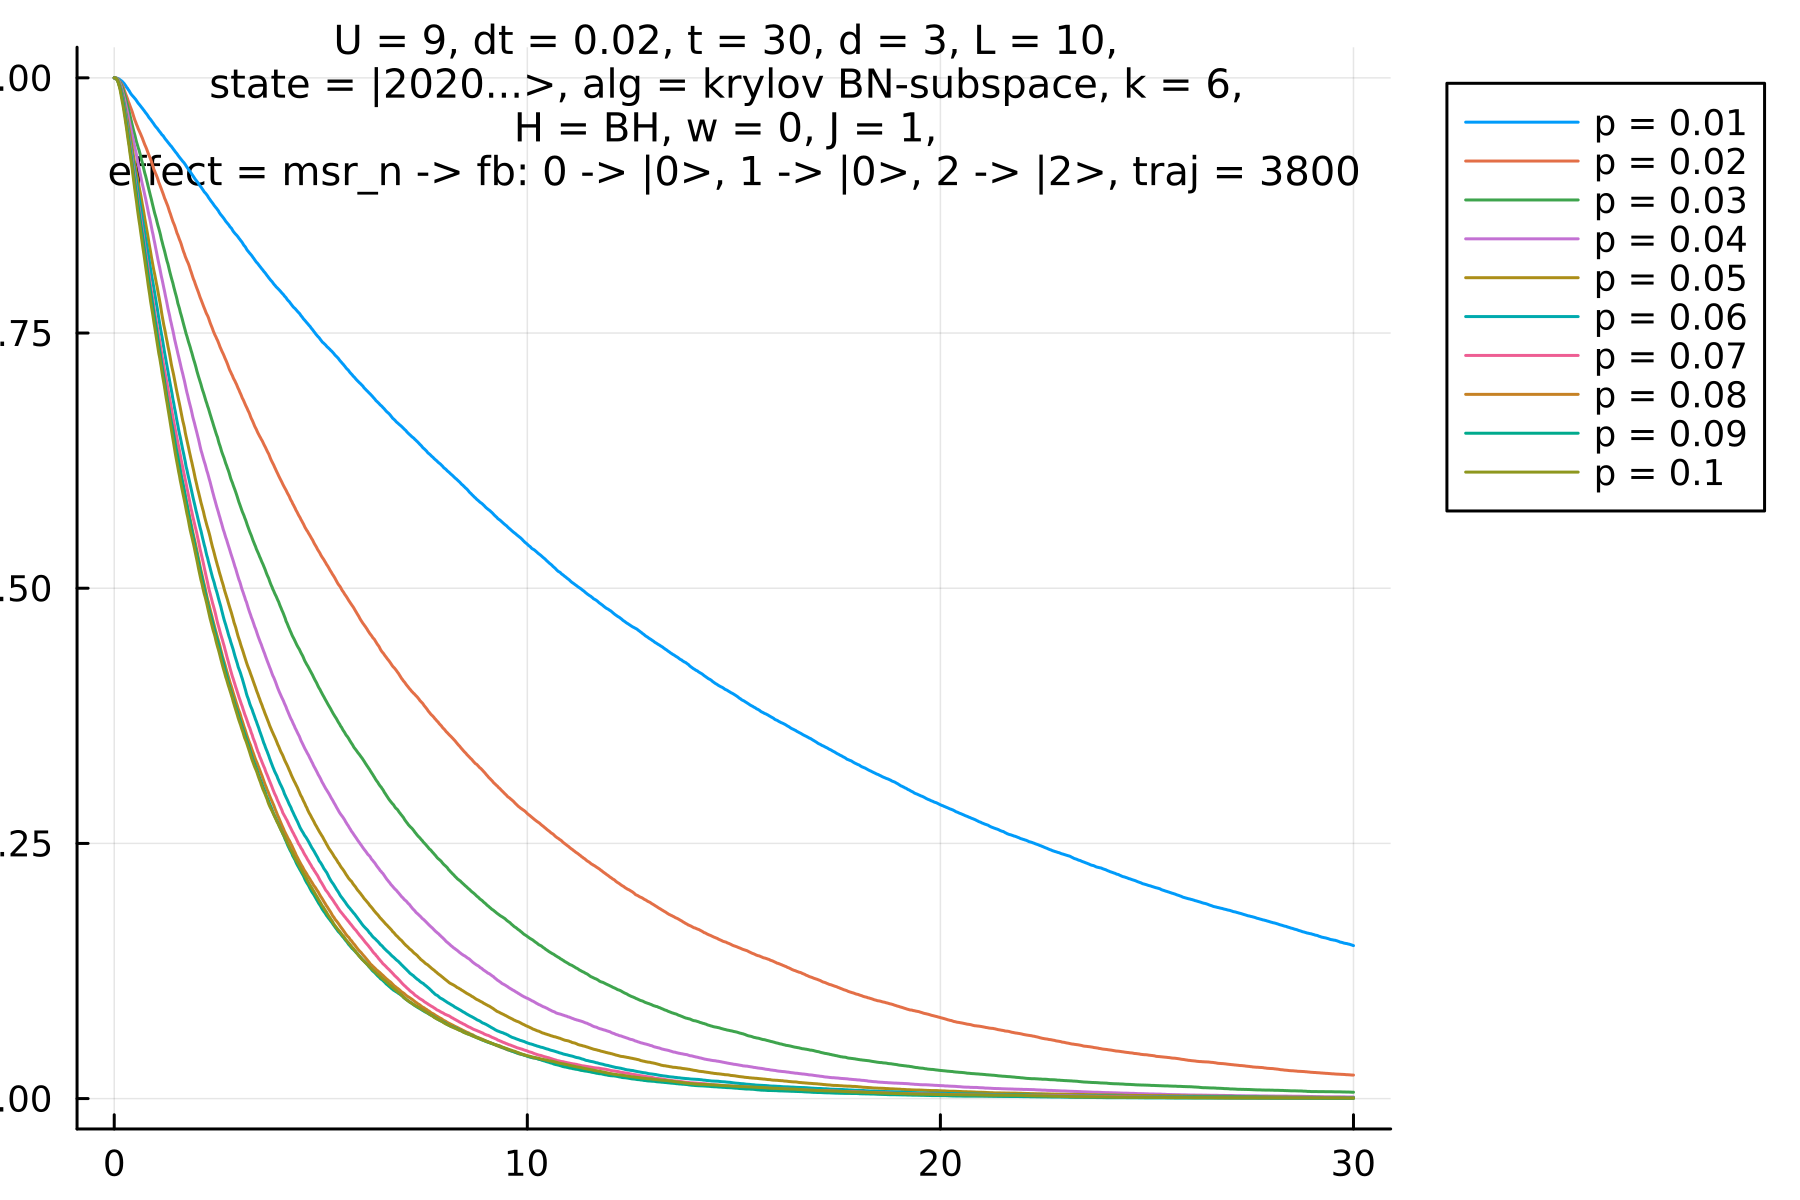 U = 9, dt = 0.02, t = 30, d = 3, L = 10,
state = |2020...>, alg = krylov BN-subspace, k = 6,
H = BH, w = 0, J = 1,
effect = msr_n -> fb: 0 -> |0>, 1 -> |0>, 2 -> |2>, traj = 3800
.00
.75
.50
.25
.00
0 10 20 30
p = 0.01
p = 0.02
p = 0.03
p = 0.04
p = 0.05
p = 0.06
p = 0.07
p = 0.08
p = 0.09
p = 0.1